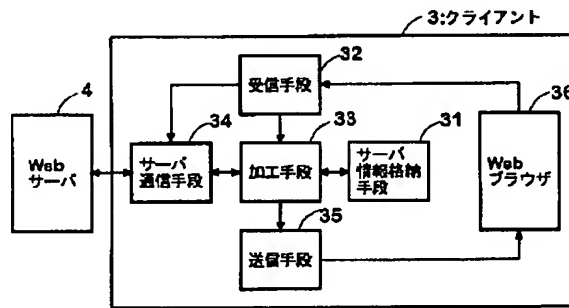 3:クライアント
32
受信手段
4
Web
サーバ
34
サーバ
通信手段
33
加工手段
31
サーバ
情報格納
手段
36
Web
ブラウザ
35
送信手段